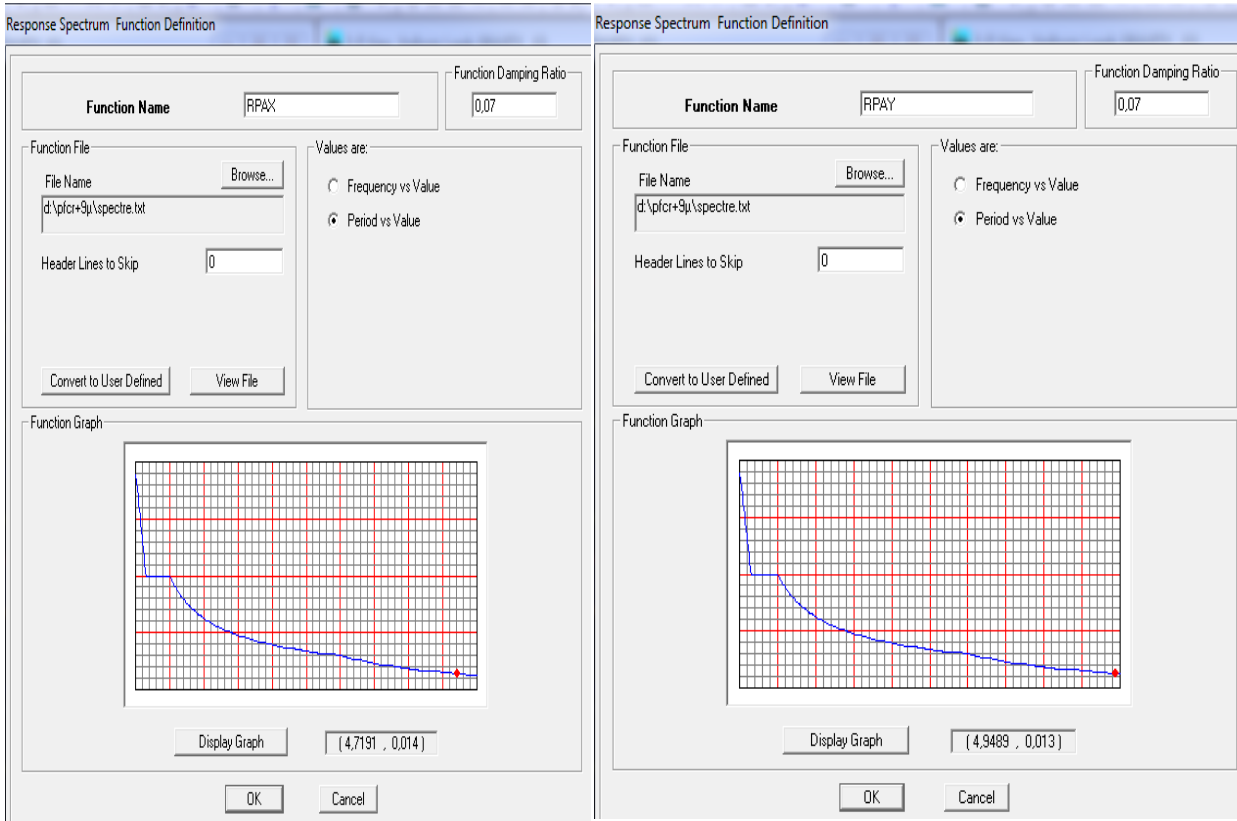 Response Spectrum Function Definition
Function Name
RPAX
Function Damping Ratio
0,07
Function File
File Name
Browse...
d:\pfcr+9µ\spectre.txt
Header Lines to Skip
0
Convert to User Defined
View File
Values are:
Frequency vs Value
Period vs Value
Function Graph
Display Graph
( 4,7191 , 0,014 )
OK
Cancel
Response Spectrum Function Definition
Function Name
RPAY
Function Damping Ratio
0,07
Function File
File Name
Browse...
d:\pfcr+9µ\spectre.txt
Header Lines to Skip
0
Convert to User Defined
View File
Values are:
Frequency vs Value
Period vs Value
Function Graph
Display Graph
( 4,9489 , 0,013 )
OK
Cancel